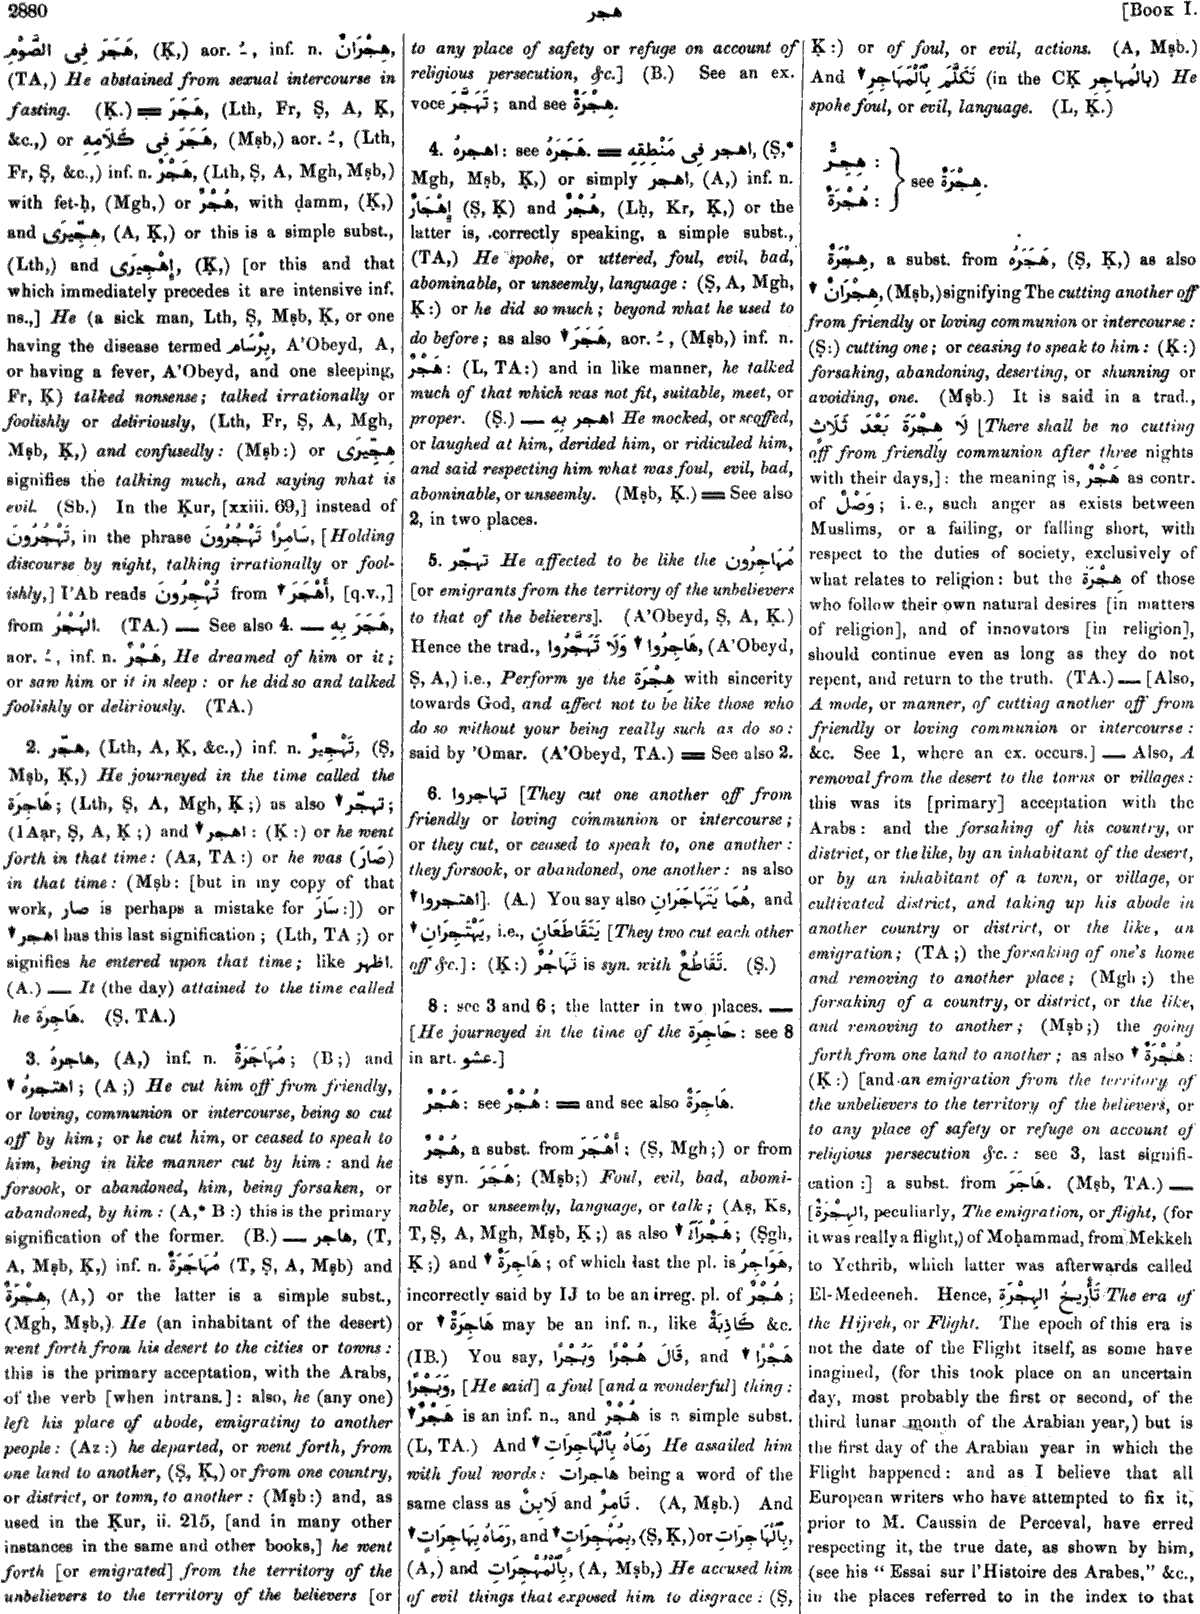 2880
هجر
[BOOK I.
هَجَرَ فِى الصَّوْمِ, (Ḳ,) aor. ـُ, inf. n. هِجْرَانٌ,
(TA,) He abstained from sexual intercourse in
fasting. (Ḳ.) ═ هَجَرَ, (Lth, Fr, Ṣ, A, Ḳ,
&c.,) or هَجَرَ فِى كَلَامِهِ, (Mṣb,) aor. ـُ, (Lth,
Fr, Ṣ, &c.,) inf. n. هَجْرٌ, (Lth, Ṣ, A, Mgh, Mṣb,)
with fet-ḥ, (Mgh,) or هُجْرٌ, with ḍamm, (Ḳ,)
and هِجِّيرَى, (A, Ḳ,) or this is a simple subst.,
(Lth,) and إِهْجِيرَى, (Ḳ,) [or this and that
which immediately precedes it are intensive inf.
ns.,] He (a sick man, Lth, Ṣ, Mṣb, Ḳ, or one
having the disease termed بِرْسَام, A'Obeyd, A,
or having a fever, A'Obeyd, and one sleeping,
Fr, Ḳ) talked nonsense; talked irrationally or
foolishly or deliriously, (Lth, Fr, Ṣ, A, Mgh,
Mṣb, Ḳ,) and confusedly: (Mṣb:) or هِجِّيرَى
signifies the talking much, and saying what is
evil. (Sb.) In the Ḳur, [xxiii. 69,] instead of
تَهْجُرُونَ, in the phrase سَامِرًا تَهْجُرُونَ, [Holding
discourse by night, talking irrationally or fool-
ishly,] I'Ab reads تُهْجِرُونَ from ↓ أَهْجَرَ, [q.v.,]
from الهُجْرُ. (TA.) — See also 4. — هَجَرَ بِهِ,
aor. ـُ, inf. n. هَجْرٌ, He dreamed of him or it;
or saw him or it in sleep: or he did so and talked
foolishly or deliriously. (TA.)
2. هجّر, (Lth, A, Ḳ, &c.,) inf. n. تَهْجِيرٌ, (Ṣ,
Mṣb, Ḳ,) He journeyed in the time called the
هَاجِرَة; (Lth, Ṣ, A, Mgh, Ḳ;) as also ↓ تهجّر;
(IAạr, Ṣ, A, Ḳ;) and ↓ اهجر: (Ḳ:) or he went
forth in that time: (Az, TA:) or he was (صَارَ)
in that time: (Mṣb: [but in my copy of that
work, صار is perhaps a mistake for سَارَ:]) or
↓ اهجر has this last signification; (Lth, TA;) or
signifies he entered upon that time; like اظهر.
(A.) — It (the day) attained to the time called
he هَاجِرَة. (Ṣ, TA.)
3. هاجرهُ, (A,) inf. n. مُهَاجَرَةٌ; (B;) and
↓ اهتجرهُ; (A;) He cut him off from friendly,
or loving, communion or intercourse, being so cut
off by him; or he cut him, or ceased to speak to
him, being in like manner cut by him: and he
forsook, or abandoned, him, being forsaken, or
abandoned, by him: (A,* B:) this is the primary
signification of the former. (B.) — هاجر, (T,
A, Mṣb, Ḳ,) inf. n. مُهَاجَرَةٌ (T, Ṣ, A, Mṣb) and
هِجْرَةٌ, (A,) or the latter is a simple subst.,
(Mgh, Mṣb,) He (an inhabitant of the desert)
went forth from his desert to the cities or towns:
this is the primary acceptation, with the Arabs,
of the verb [when intrans.]: also, he (any one)
left his place of abode, emigrating to another
people: (Az:) he departed, or went forth, from
one land to another, (Ṣ, Ḳ,) or from one country,
or district, or town, to another: (Mṣb:) and, as
used in the Ḳur, ii. 215, [and in many other
instances in the same and other books,] he went
forth [or emigrated] from the territory of the
unbelievers to the territory of the believers [or
to any place of safety or refuge on account of
religious persecution, &c.] (B.) See an ex.
voce تَهَجَّرَ; and see هِجْرَةٌ.
4. اهجرهُ: see هَجَرَهُ. ═ اهجر فِى مَنْطِقِهِ, (Ṣ,*
Mgh, Mṣb, Ḳ,) or simply اهجر, (A,) inf. n.
إِهْجَارٌ (Ṣ, Ḳ) and هُجْرٌ, (Lḥ, Kr, Ḳ,) or the
latter is, correctly speaking, a simple subst.,
(TA,) He spoke, or uttered, foul, evil, bad,
abominable, or unseemly, language: (Ṣ, A, Mgh,
Ḳ:) or he did so much; beyond what he used to
do before; as also ↓ هَجَرَ, aor. ـُ, (Mṣb,) inf. n.
هَجْرٌ: (L, TA:) and in like manner, he talked
much of that which was not fit, suitable, meet, or
proper. (Ṣ.) — اهجر بِهِ He mocked, or scoffed,
or laughed at him, derided him, or ridiculed him,
and said respecting him what was foul, evil, bad,
abominable, or unseemly. (Mṣb, Ḳ.) ═ See also
2, in two places.
5. تهجّر He affected to be like the مُهَاجِرُون
[or emigrants from the territory of the unbelievers
to that of the believers]. (A'Obeyd, Ṣ, A, Ḳ.)
Hence the trad., ↓ هَاجِرُوا وَلَا تَهَجَّرُوا, (A'Obeyd,
Ṣ, A,) i.e., Perform ye the هِجْرَة with sincerity
towards God, and affect not to be like those who
do so without your being really such as do so:
said by 'Omar. (A'Obeyd, TA.) ═ See also 2.
6. تهاجروا [They cut one another off from
friendly or loving communion or intercourse;
or they cut, or ceased to speak to, one another:
they forsook, or abandoned, one another: as also
↓ اهتجروا]. (A.) You say also هُمَا يَتَهَاجَرَانِ, and
↓ يَهْتَجِرَانِ, i.e., يَتَقَاطَعَانِ [They two cut each other
off &c.]: (Ḳ:) تَهَاجُرٌ is syn. with تَقَاطُعٌ. (Ṣ.)
8: see 3 and 6; the latter in two places. —
[He journeyed in the time of the هَاجِرَة: see 8
in art. عشو.]
هَجْرٌ: see هُجْرٌ: ═ and see also هَاجِرَةٌ.
هُجْرٌ, a subst. from أَهْجَرَ; (Ṣ, Mgh;) or from
its syn. هَجَرَ; (Mṣb;) Foul, evil, bad, abomi-
nable, or unseemly, language, or talk; (Aṣ, Ks,
T, Ṣ, A, Mgh, Mṣb, Ḳ;) as also ↓ هَجْرَآءُ; (Ṣgh,
Ḳ;) and ↓ هَاجِرَةٌ; of which last the pl. is هَوَاجِرُ,
incorrectly said by IJ to be an irreg. pl. of هُجْرٌ;
or ↓ هَاجِرَةٌ may be an inf. n., like كَاذِبَةٌ &c.
(IB.) You say, قَالَ هُجْرًا وَبُجْرًا, and ↓ هَجْرًا
وَبَجْرًا, [He said] a foul [and a wonderful] thing:
↓ هَجْرٌ is an inf. n., and هُجْرٌ is a simple subst.
(L, TA.) And ↓ رَمَاهُ بِٱلْهَاجِرَاتِ He assailed him
with foul words: هاجرات being a word of the
same class as لَابِنٌ and تَامِرٌ. (A, Mṣb.) And
↓ رَمَاهُ بِهَاجِرَاتٍ, and ↓ بِمُهْجِرَاتٍ, (Ṣ, Ḳ,) or بِٱلْهَاجِرَاتِ,
(A,) and بِٱلْمُهْجِرَاتِ, (A, Mṣb,) He accused him
of evil things that exposed him to disgrace: (Ṣ,
Ḳ:) or of foul, or evil, actions. (A, Mṣb.)
And ↓ تَكَلَّمَ بِٱلْمَهَاجِرِ (in the CḲ بِالْمُهاجِرِ) He
spoke foul, or evil, language. (L, Ḳ.)
هِجِرٌّ:
see هِجْرَةٌ.
هُجْرَةٌ:
هِجْرَةٌ, a subst. from هَجَرَهُ, (Ṣ, Ḳ,) as also
↓ هِجْرَانٌ, (Mṣb,) signifying The cutting another off
from friendly or loving communion or intercourse:
(Ṣ:) cutting one; or ceasing to speak to him: (Ḳ:)
forsaking, abandoning, deserting, or shunning or
avoiding, one. (Mṣb.) It is said in a trad.,
لَا هِجْرَةَ بَعْدَ ثَلَاثٍ [There shall be no cutting
off from friendly communion after three nights
with their days,]: the meaning is, هَجْرٌ as contr.
of وَصْلٌ; i.e., such anger as exists between
Muslims, or a failing, or falling short, with
respect to the duties of society, exclusively of
what relates to religion: but the هِجْرَة of those
who follow their own natural desires [in matters
of religion], and of innovators [in religion],
should continue even as long as they do not
repent, and return to the truth. (TA.) — [Also,
A mode, or manner, of cutting another off from
friendly or loving communion or intercourse:
&c. See 1, where an ex. occurs.] — Also, A
removal from the desert to the towns or villages:
this was its [primary] acceptation with the
Arabs: and the forsaking of his country, or
district, or the like, by an inhabitant of the desert,
or by an inhabitant of a town, or village, or
cultivated district, and taking up his abode in
another country or district, or the like, an
emigration; (TA;) the forsaking of one's home
and removing to another place; (Mgh;) the
forsaking of a country, or district, or the like,
and removing to another; (Mṣb;) the going
forth from one land to another; as also ↓ هُجْرَةٌ:
(Ḳ:) [and an emigration from the territory of
the unbelievers to the territory of the believers, or
to any place of safety or refuge on account of
religious persecution &c.: see 3, last signifi-
cation:] a subst. from هَاجَرَ. (Mṣb, TA.) —
[الهِجْرَةُ, peculiarly, The emigration, or flight, (for
it was really a flight,) of Moḥammad, from Mekkeh
to Yethrib, which latter was afterwards called
El-Medeeneh. Hence, تَأْرِيخُ الهِجْرَةِ The era of
the Hijreh, or Flight. The epoch of this era is
not the date of the Flight itself, as some have
imagined, (for this took place on an uncertain
day, most probably the first or second, of the
third lunar month of the Arabian year,) but is
the first day of the Arabian year in which the
Flight happened: and as I believe that all
European writers who have attempted to fix it,
prior to M. Caussin de Perceval, have erred
respecting it, the true date, as shown by him,
(see his "Essai sur l'Histoire des Arabes," &c.,
in the places referred to in the index to that